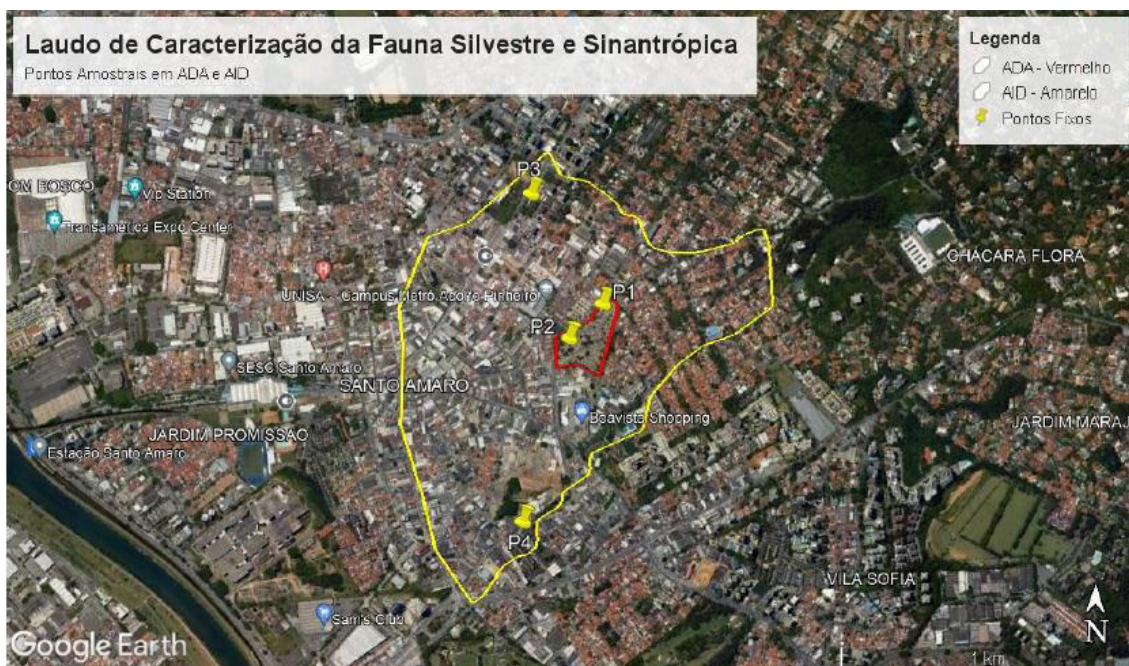 Laudo de Caracterização da Fauna Silvestre e Sinantrópica
Pontos Amostrais em ADA e AID
Legenda
ADA - Vermelho
AID - Amarelo
Pontos Fixos
P3
OM BOSCO
Vip Station
Transamerica Expo Center
CHÁCARA FLORA
UNISA - Campus Metrô Adolfo Pinheiro
P1
P2
SESC Santo Amaro
SANTO AMARO
Boavista Shopping
JARDIM PROMISSÃO
JARDIM MARAJ
Estação Santo Amaro
P4
VILA SOFIA
Sam's Club
Google Earth
N
1 km